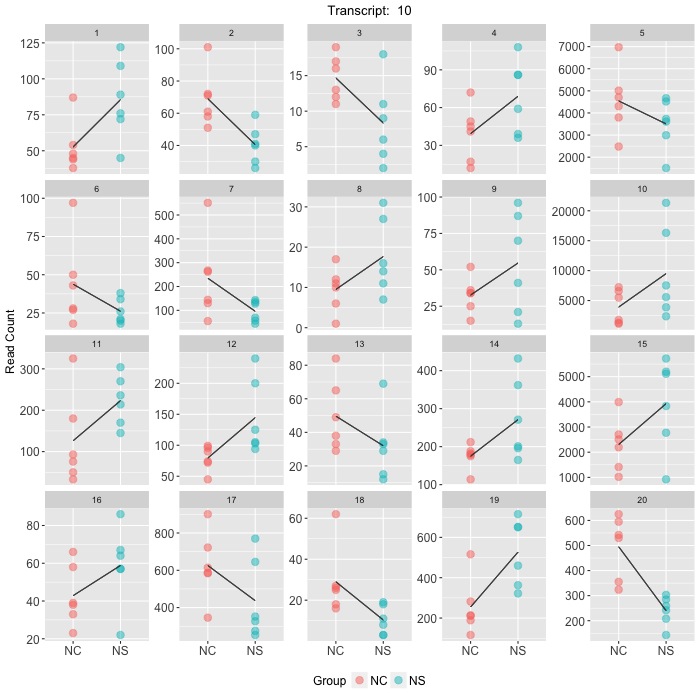 Transcript: 10
1 2 3 4 5
125 100 75 50
100 80 60 40
15 10 5
90 60 30
7000 6000 5000 4000 3000 2000
6 7 8 9 10
100 75 50 25
500 400 300 200 100
30 20 10 0
100 75 50 25
20000 15000 10000 5000
Read Count
11 12 13 14 15
300 200 100
200 150 100 50
80 60 40 20
400 300 200 100
5000 4000 3000 2000 1000
16 17 18 19 20
80 60 40 20
800 600 400
60 40 20
600 400 200
600 500 400 300 200
NC NS NC NS NC NS NC NS NC NS
Group NC NS